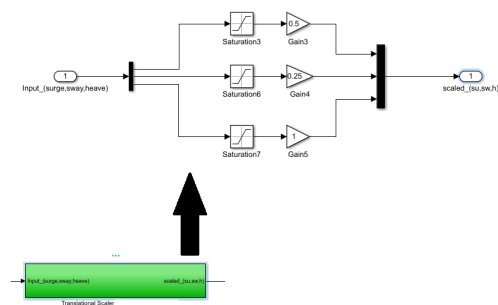 0.5
Saturation3
Gain3
1
Input_(surge,sway,heave)
0.25
Saturation6
Gain4
1
scaled_(su,sw,h)
1
Saturation7
Gain5
Input_(surge,sway,heave)
scaled_(su,sw,h)
Translational Scaler